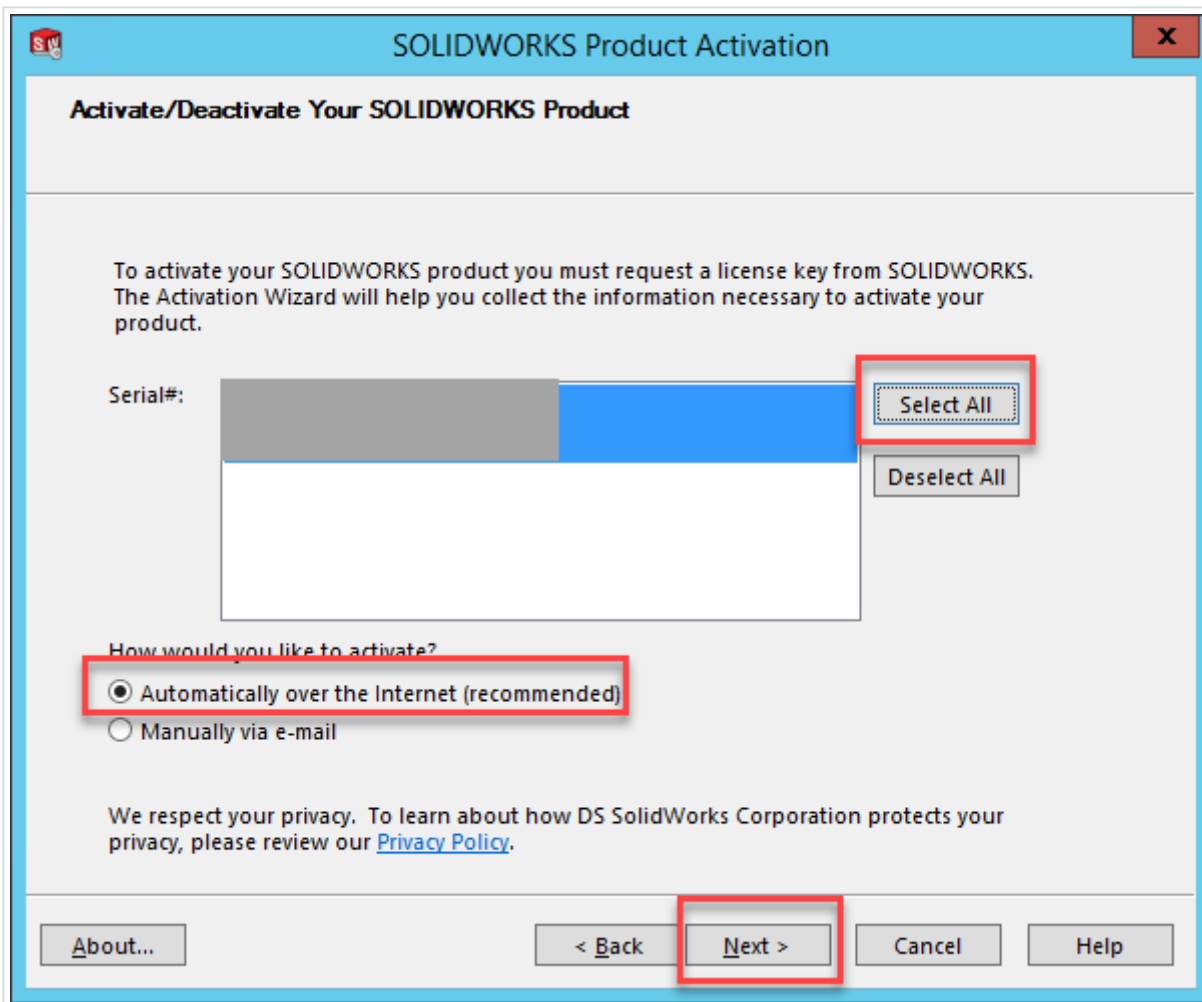 SW
SOLIDWORKS Product Activation
x
Activate/Deactivate Your SOLIDWORKS Product
To activate your SOLIDWORKS product you must request a license key from SOLIDWORKS.
The Activation Wizard will help you collect the information necessary to activate your
product.
Serial#:
Select All
Deselect All
How would you like to activate?
Automatically over the Internet (recommended)
Manually via e-mail
We respect your privacy. To learn about how DS SolidWorks Corporation protects your
privacy, please review our Privacy Policy.
About... < Back Next > Cancel Help